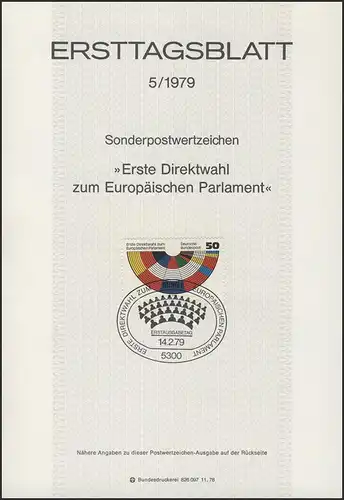 ERSTTAGSBLATT
5/1979
Sonderpostwertzeichen
»Erste Direktwahl
zum Europäischen Parlament«
Erste Direktwahl zum
Europäischen Parlament
Deutsche
Bundespost
50
ERSTE DIREKTWAHL ZUM EUROPÄISCHEN PARLAMENT
ERSTAUSGABETAG
14.2.79
5300
Nähere Angaben zu dieser Postwertzeichen-Ausgabe auf der Rückseite
Bundesdruckerei 826 097 11.78